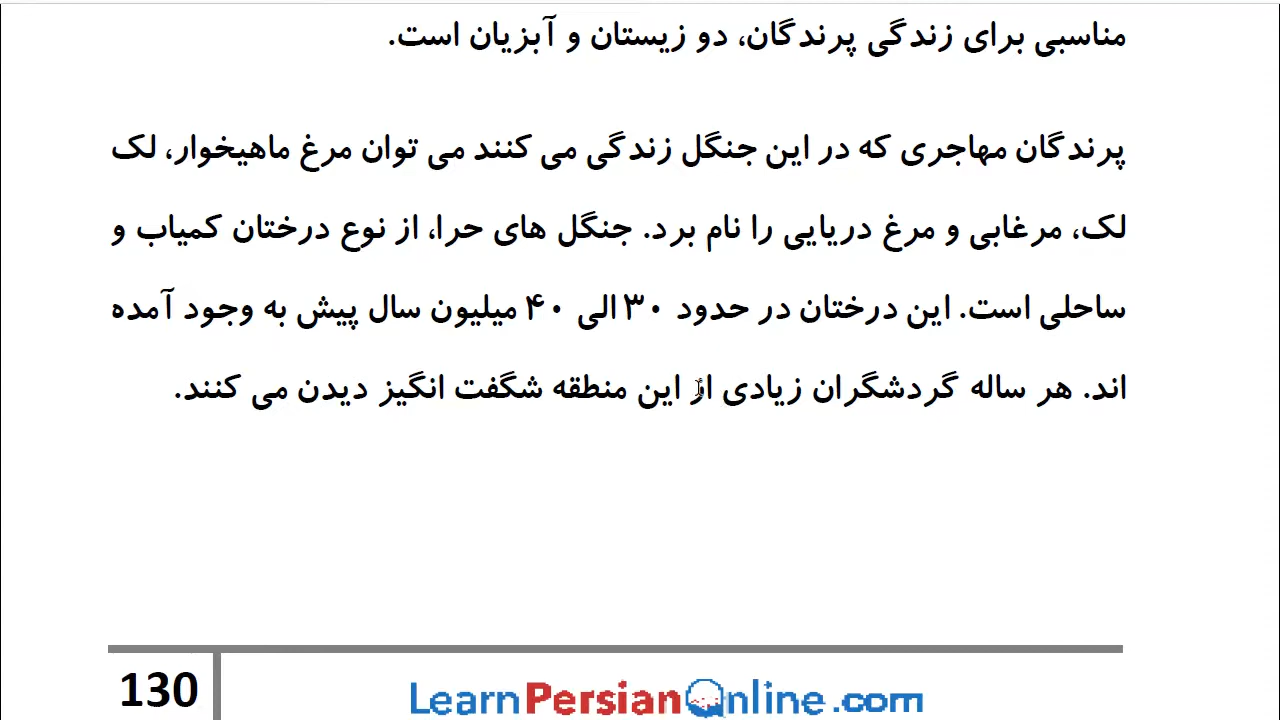 مناسبی برای زندگی پرندگان، دو زیستان و آبزیان است.
پرندگان مهاجری که در این جنگل زندگی می کنند می توان مرغ ماهیخوار، لک
لک، مرغابی و مرغ دریایی را نام برد. جنگل های حرا، از نوع درختان کمیاب و
ساحلی است. این درختان در حدود ۳۰ الی ۴۰ میلیون سال پیش به وجود آمده
اند. هر ساله گردشگران زیادی از این منطقه شگفت انگیز دیدن می کنند.
130
LearnPersianOnline.com